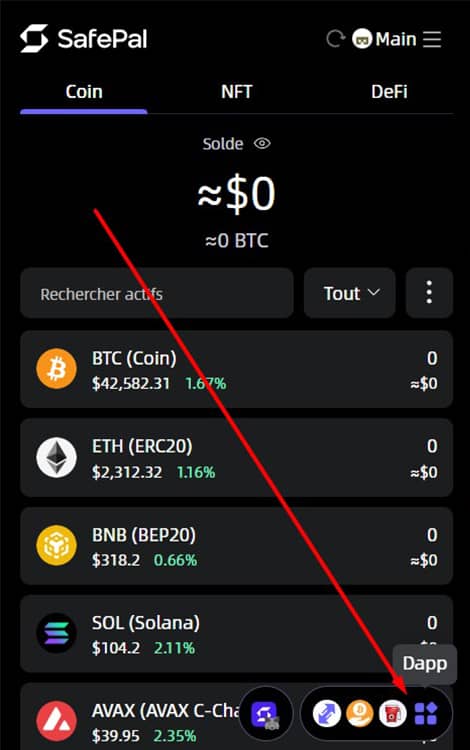 SafePal
Main
Coin
NFT
DeFi
Solde
≈$0
≈0 BTC
Rechercher actifs
Tout
BTC (Coin)
0
$42,582.31 1.67%
≈$0
ETH (ERC20)
0
$2,312.32 1.16%
≈$0
BNB (BEP20)
0
$318.2 0.66%
≈$0
SOL (Solana)
0
$104.2 2.11%
Dapp
AVAX (AVAX C-Cha
$39.95 2.35%